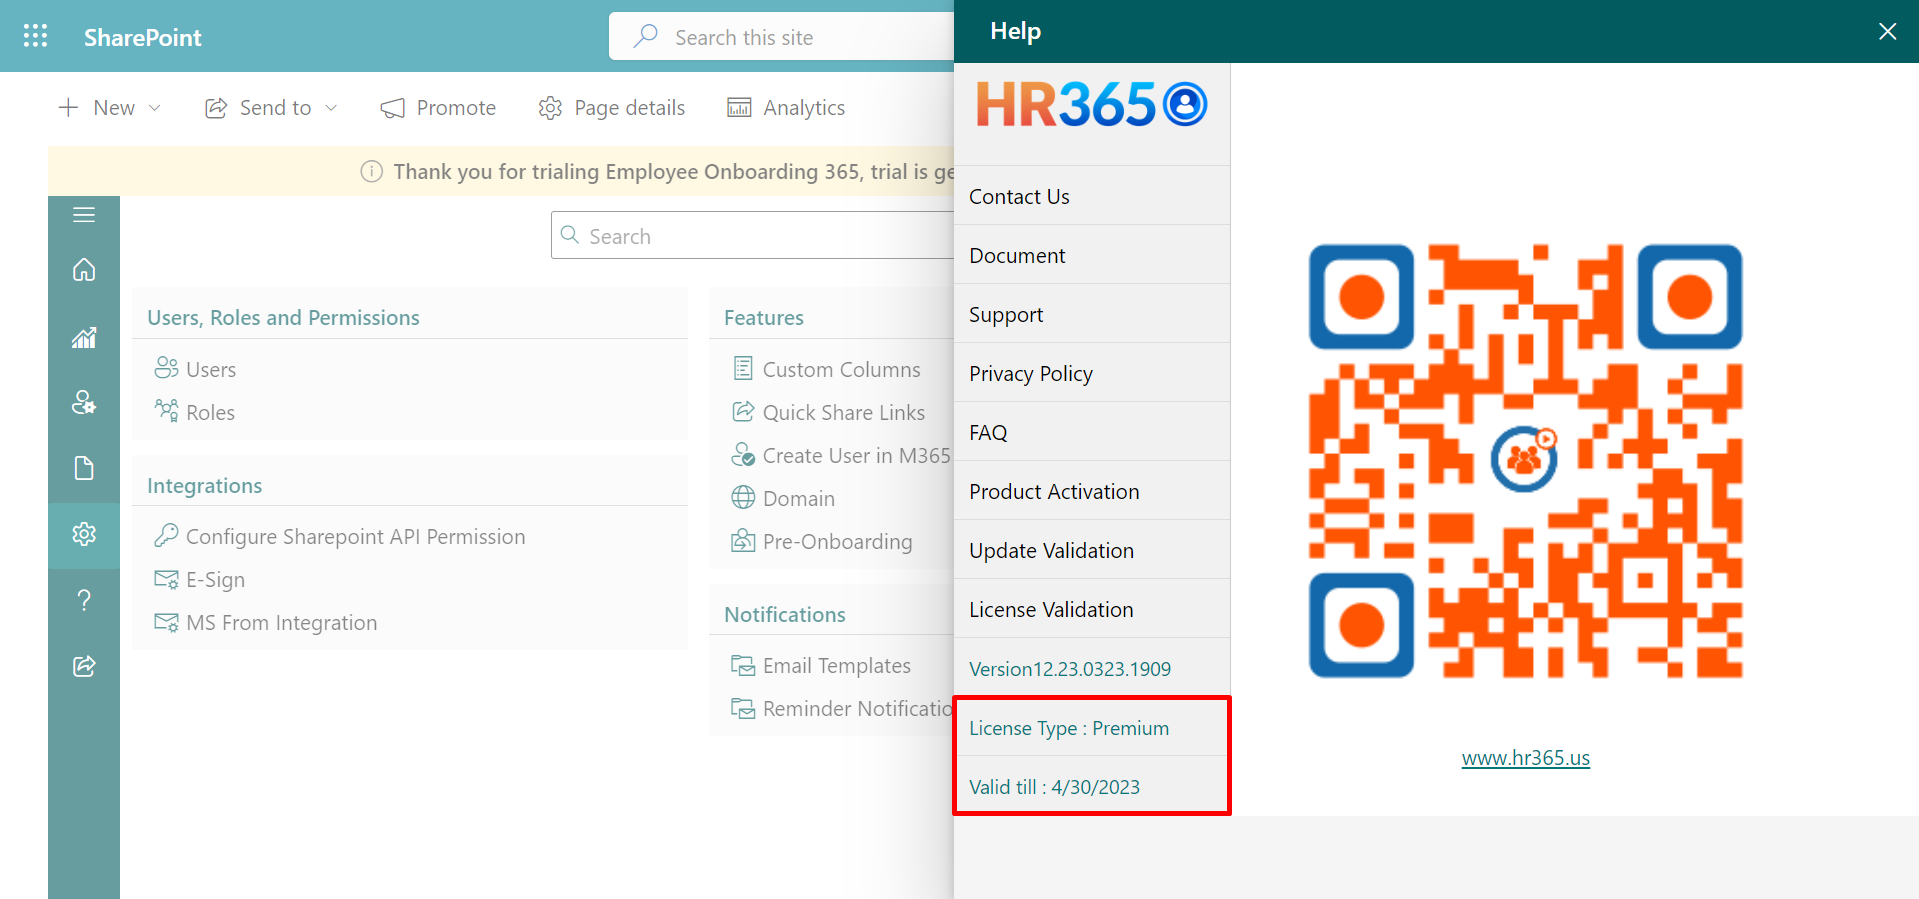 SharePoint
Search this site
New
Send to
Promote
Page details
Analytics
Thank you for trialing Employee Onboarding 365, trial is ge
Search
Users, Roles and Permissions
Users
Roles
Integrations
Configure Sharepoint API Permission
E-Sign
MS From Integration
Features
Custom Columns
Quick Share Links
Create User in M365
Domain
Pre-Onboarding
Notifications
Email Templates
Reminder Notificatio
Help
HR365
Contact Us
Document
Support
Privacy Policy
FAQ
Product Activation
Update Validation
License Validation
Version12.23.0323.1909
License Type : Premium
Valid till : 4/30/2023
www.hr365.us